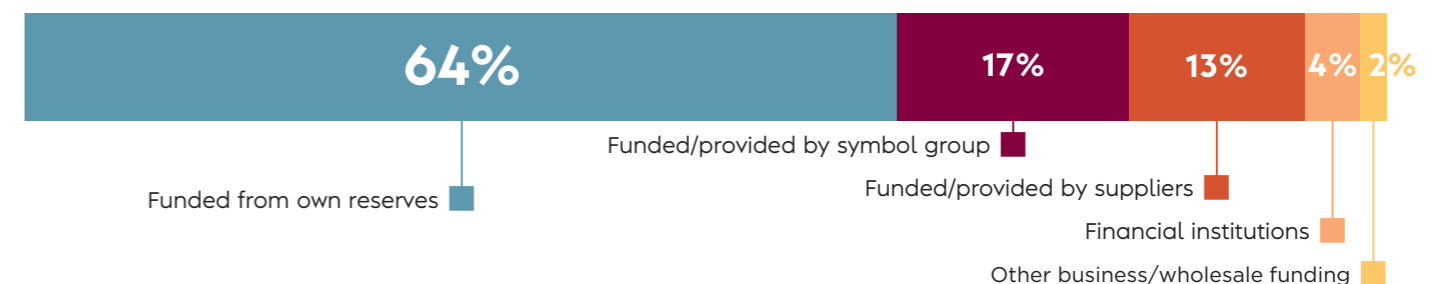 64% 17% 13% 4% 2%
Funded/provided by symbol group
Funded/provided by suppliers
Funded from own reserves
Financial institutions
Other business/wholesale funding